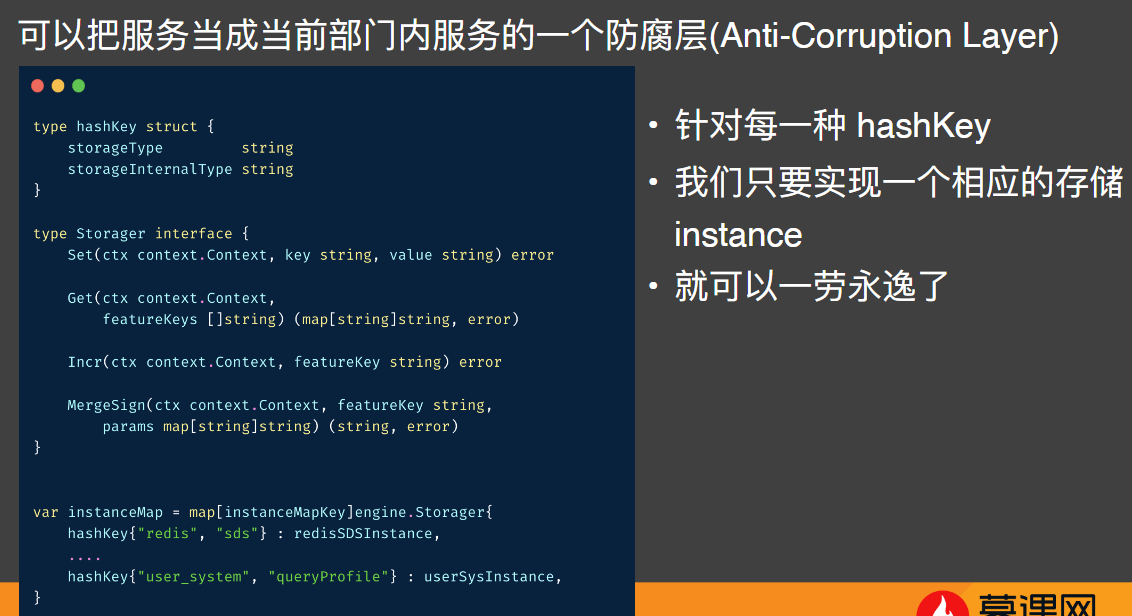 可以把服务当成当前部门内服务的一个防腐层(Anti-Corruption Layer)
type hashKey struct {
    storageType         string
    storageInternalType string
}
type Storager interface {
    Set(ctx context.Context, key string, value string) error
    Get(ctx context.Context,
        featureKeys []string) (map[string]string, error)
    Incr(ctx context.Context, featureKey string) error
    MergeSign(ctx context.Context, featureKey string,
        params map[string]string) (string, error)
}
var instanceMap = map[instanceMapKey]engine.Storager{
    hashKey{"redis", "sds"} : redisSDSInstance,
    ....
    hashKey{"user_system", "queryProfile"} : userSysInstance,
}
• 针对每一种 hashKey
• 我们只要实现一个相应的存储
instance
• 就可以一劳永逸了
慕课网